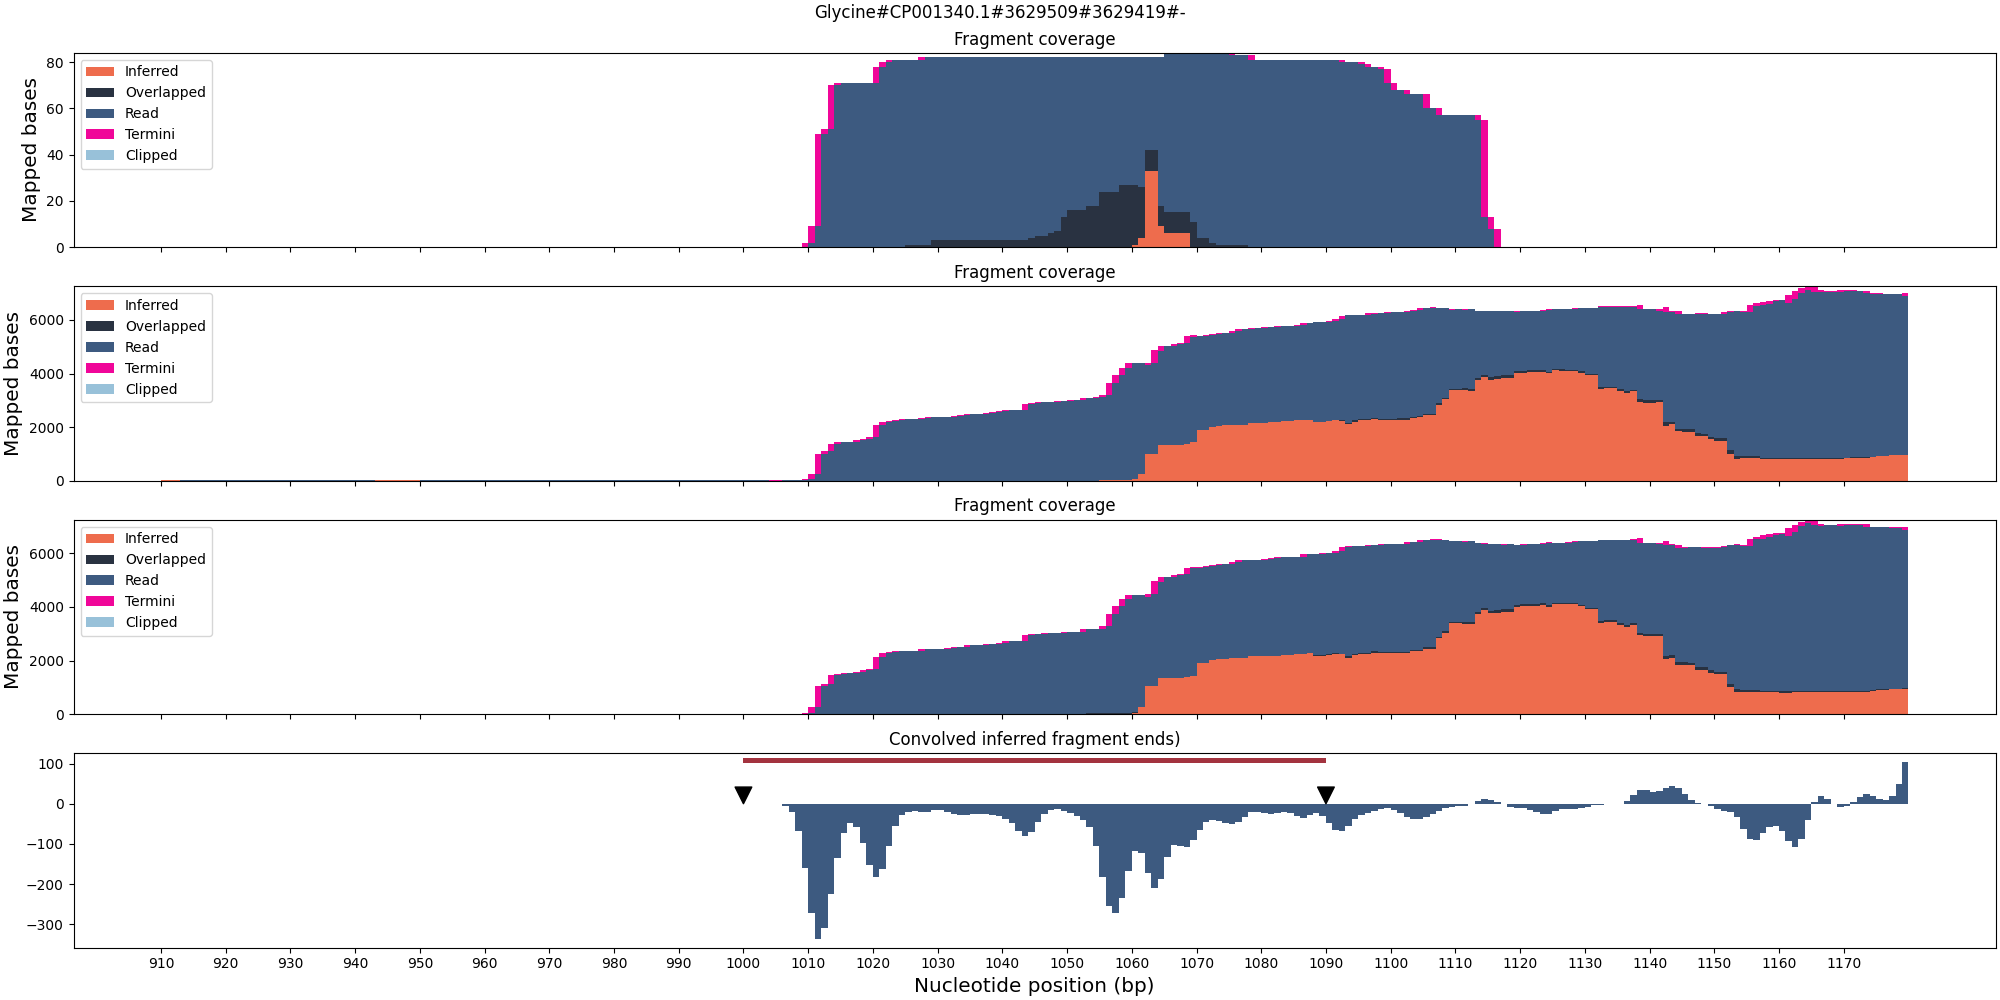 Glycine#CP001340.1#3629509#3629419#-
Fragment coverage
Mapped bases
80
60
40
20
0
Inferred
Overlapped
Read
Termini
Clipped
Fragment coverage
Mapped bases
6000
4000
2000
0
Inferred
Overlapped
Read
Termini
Clipped
Fragment coverage
Mapped bases
6000
4000
2000
0
Inferred
Overlapped
Read
Termini
Clipped
Convolved inferred fragment ends)
100
0
−100
−200
−300
910 920 930 940 950 960 970 980 990 1000 1010 1020 1030 1040 1050 1060 1070 1080 1090 1100 1110 1120 1130 1140 1150 1160 1170
Nucleotide position (bp)